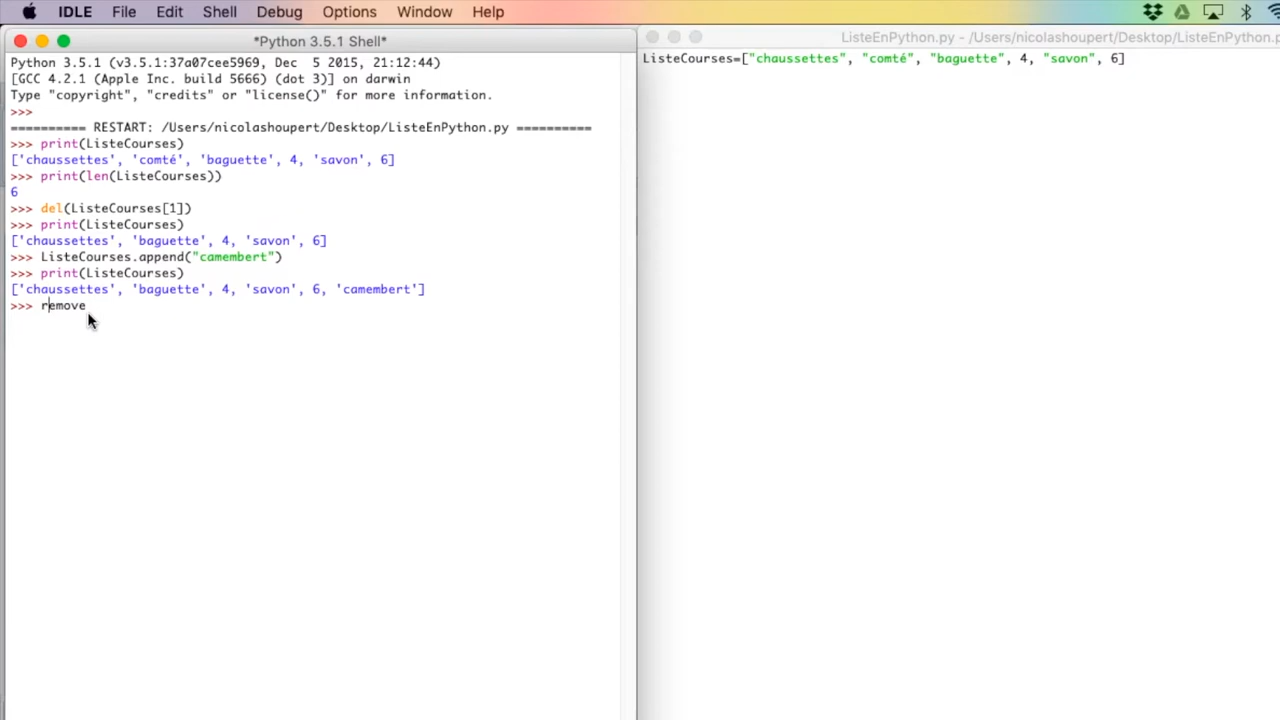 IDLE File Edit Shell Debug Options Window Help
*Python 3.5.1 Shell*
Python 3.5.1 (v3.5.1:37a07cee5969, Dec  5 2015, 21:12:44)
[GCC 4.2.1 (Apple Inc. build 5666) (dot 3)] on darwin
Type "copyright", "credits" or "license()" for more information.
>>>
========== RESTART: /Users/nicolashoupert/Desktop/ListeEnPython.py ==========
>>> print(ListeCourses)
['chaussettes', 'comté', 'baguette', 4, 'savon', 6]
>>> print(len(ListeCourses))
6
>>> del(ListeCourses[1])
>>> print(ListeCourses)
['chaussettes', 'baguette', 4, 'savon', 6]
>>> ListeCourses.append("camembert")
>>> print(ListeCourses)
['chaussettes', 'baguette', 4, 'savon', 6, 'camembert']
>>> remove
ListeEnPython.py - /Users/nicolashoupert/Desktop/ListeEnPython.p
ListeCourses=["chaussettes", "comté", "baguette", 4, "savon", 6]